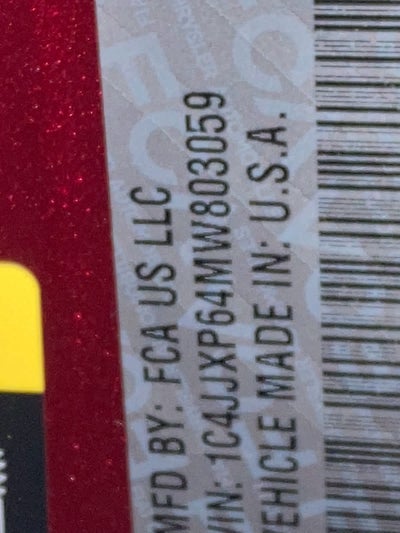 MFD BY: FCA US LLC
VIN: 1C4JJXP64MW803059
VEHICLE MADE IN: U.S.A.